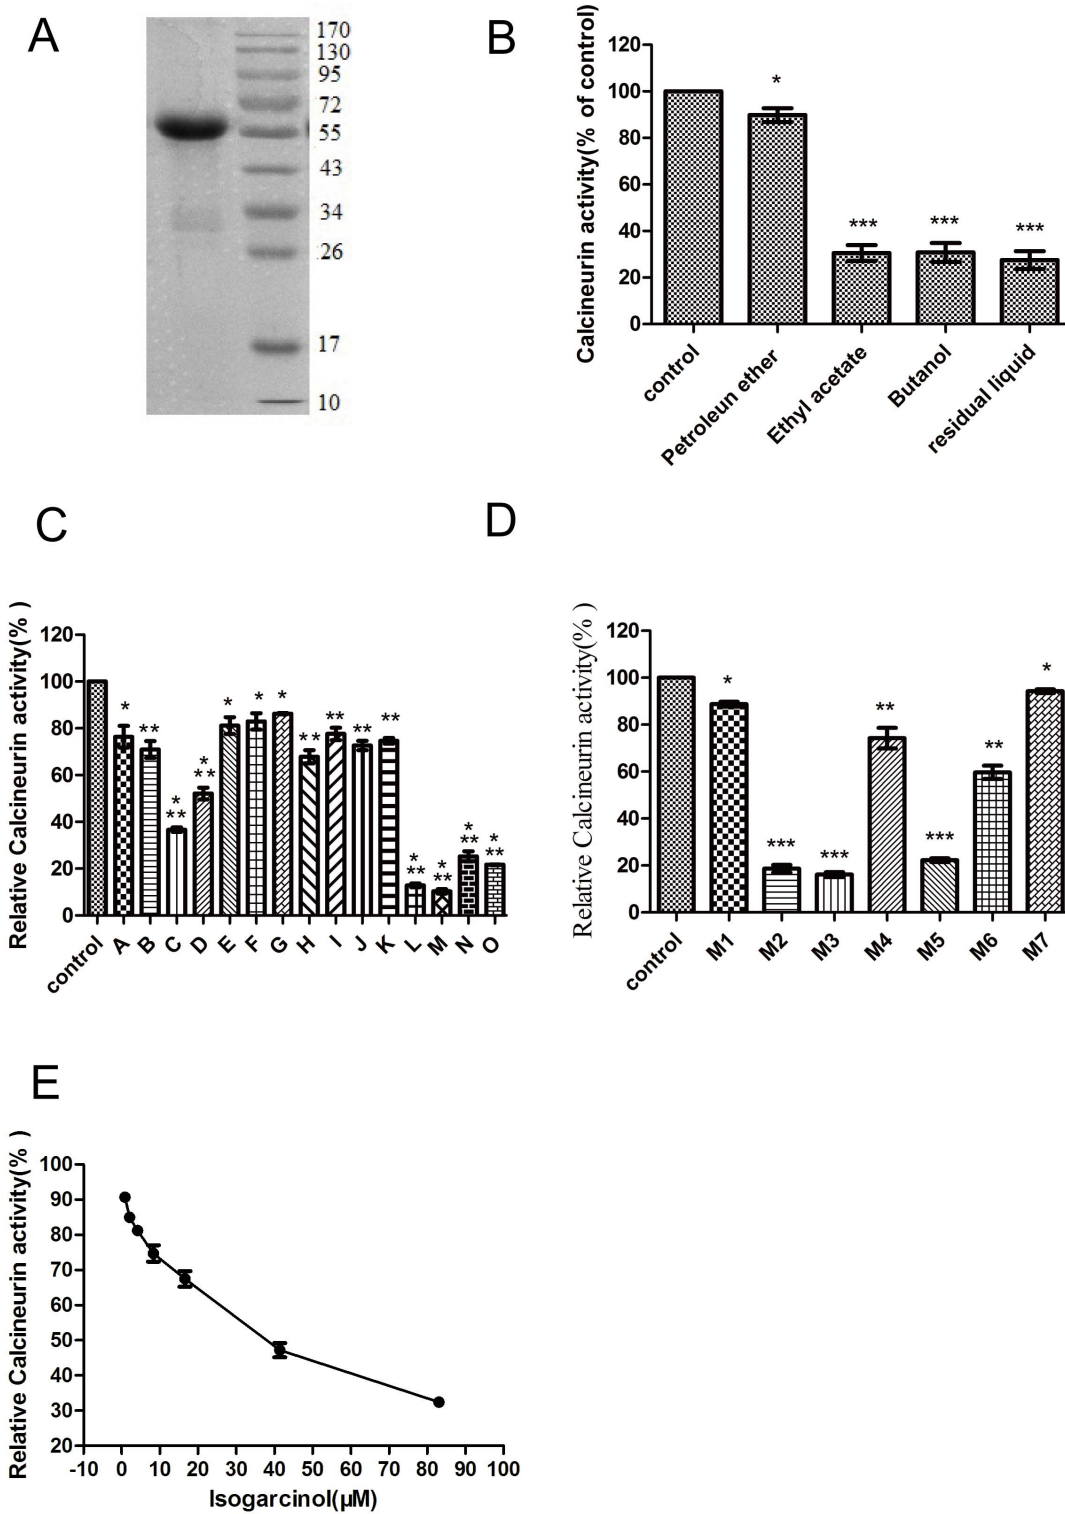 A
170
130
95
72
55
43
34
26
17
10
B
Calcineurin activity(% of control)
120
100
80
60
40
20
0
*
***
***
***
control
Petroleun ether
Ethyl acetate
Butanol
residual liquid
C
Relative Calcineurin activity(% )
120
100
80
60
40
20
0
*
**
*
**
*
**
*
*
*
**
**
**
**
*
**
*
**
*
**
*
**
control
A
B
C
D
E
F
G
H
I
J
K
L
M
N
O
D
Relative Calcineurin activity(% )
120
100
80
60
40
20
0
*
***
***
**
***
**
*
control
M1
M2
M3
M4
M5
M6
M7
E
Relative Calcineurin activity(% )
100
90
80
70
60
50
40
30
20
-10 0 10 20 30 40 50 60 70 80 90 100
Isogarcinol(µM)